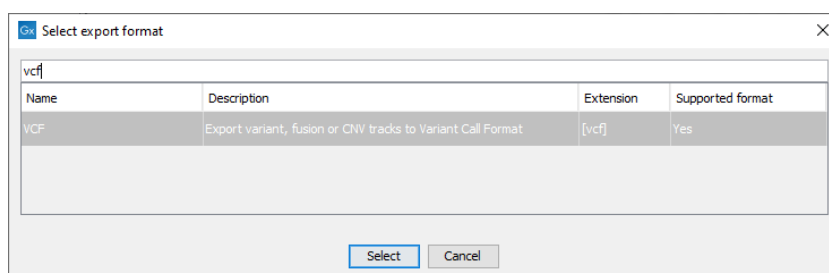 Gx Select export format
vcf
Name Description Extension Supported format
VCF Export variant, fusion or CNV tracks to Variant Call Format [vcf] Yes
Select Cancel